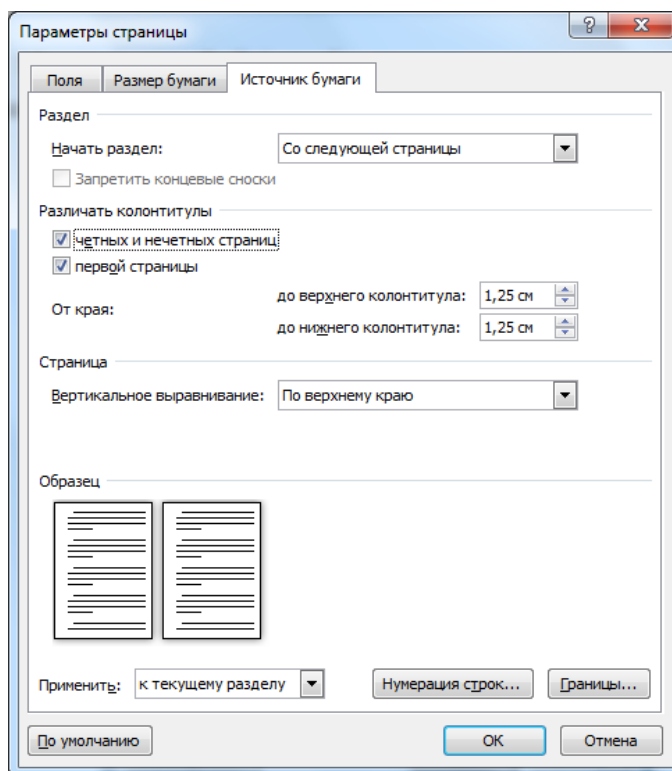 Параметры страницы
Поля Размер бумаги Источник бумаги
Раздел
Начать раздел: Со следующей страницы
Запретить концевые сноски
Различать колонтитулы
четных и нечетных страниц
первой страницы
От края:
до верхнего колонтитула: 1,25 см
до нижнего колонтитула: 1,25 см
Страница
Вертикальное выравнивание: По верхнему краю
Образец
Применить: к текущему разделу Нумерация строк... Границы...
По умолчанию ОК Отмена